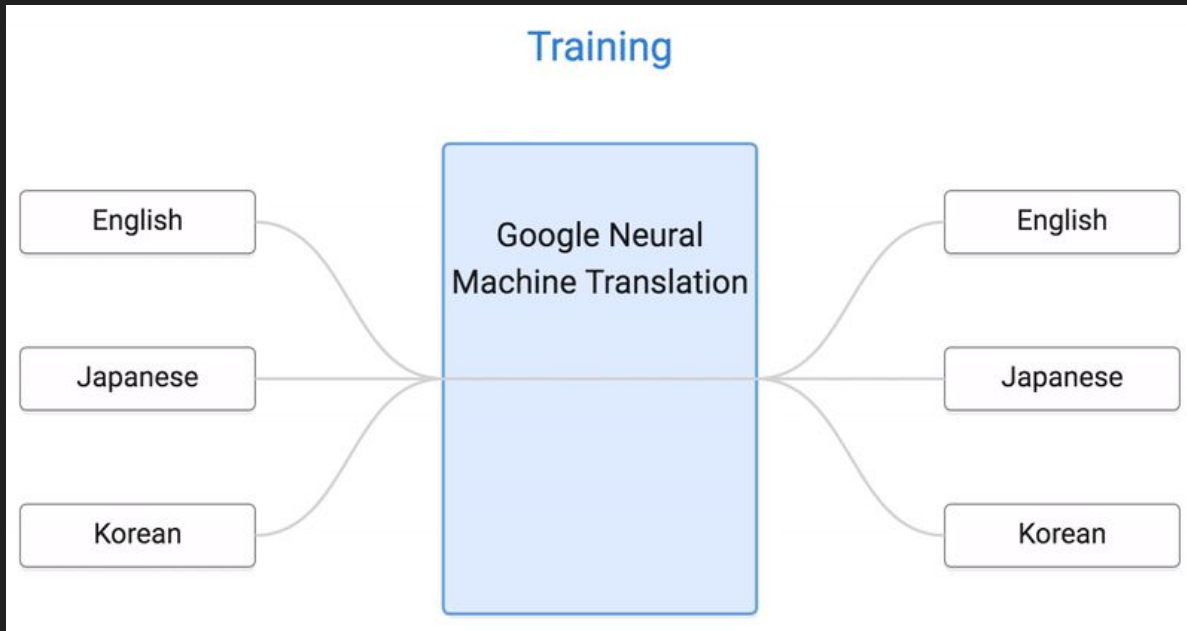 Training
English
Japanese
Korean
Google Neural
Machine Translation
English
Japanese
Korean